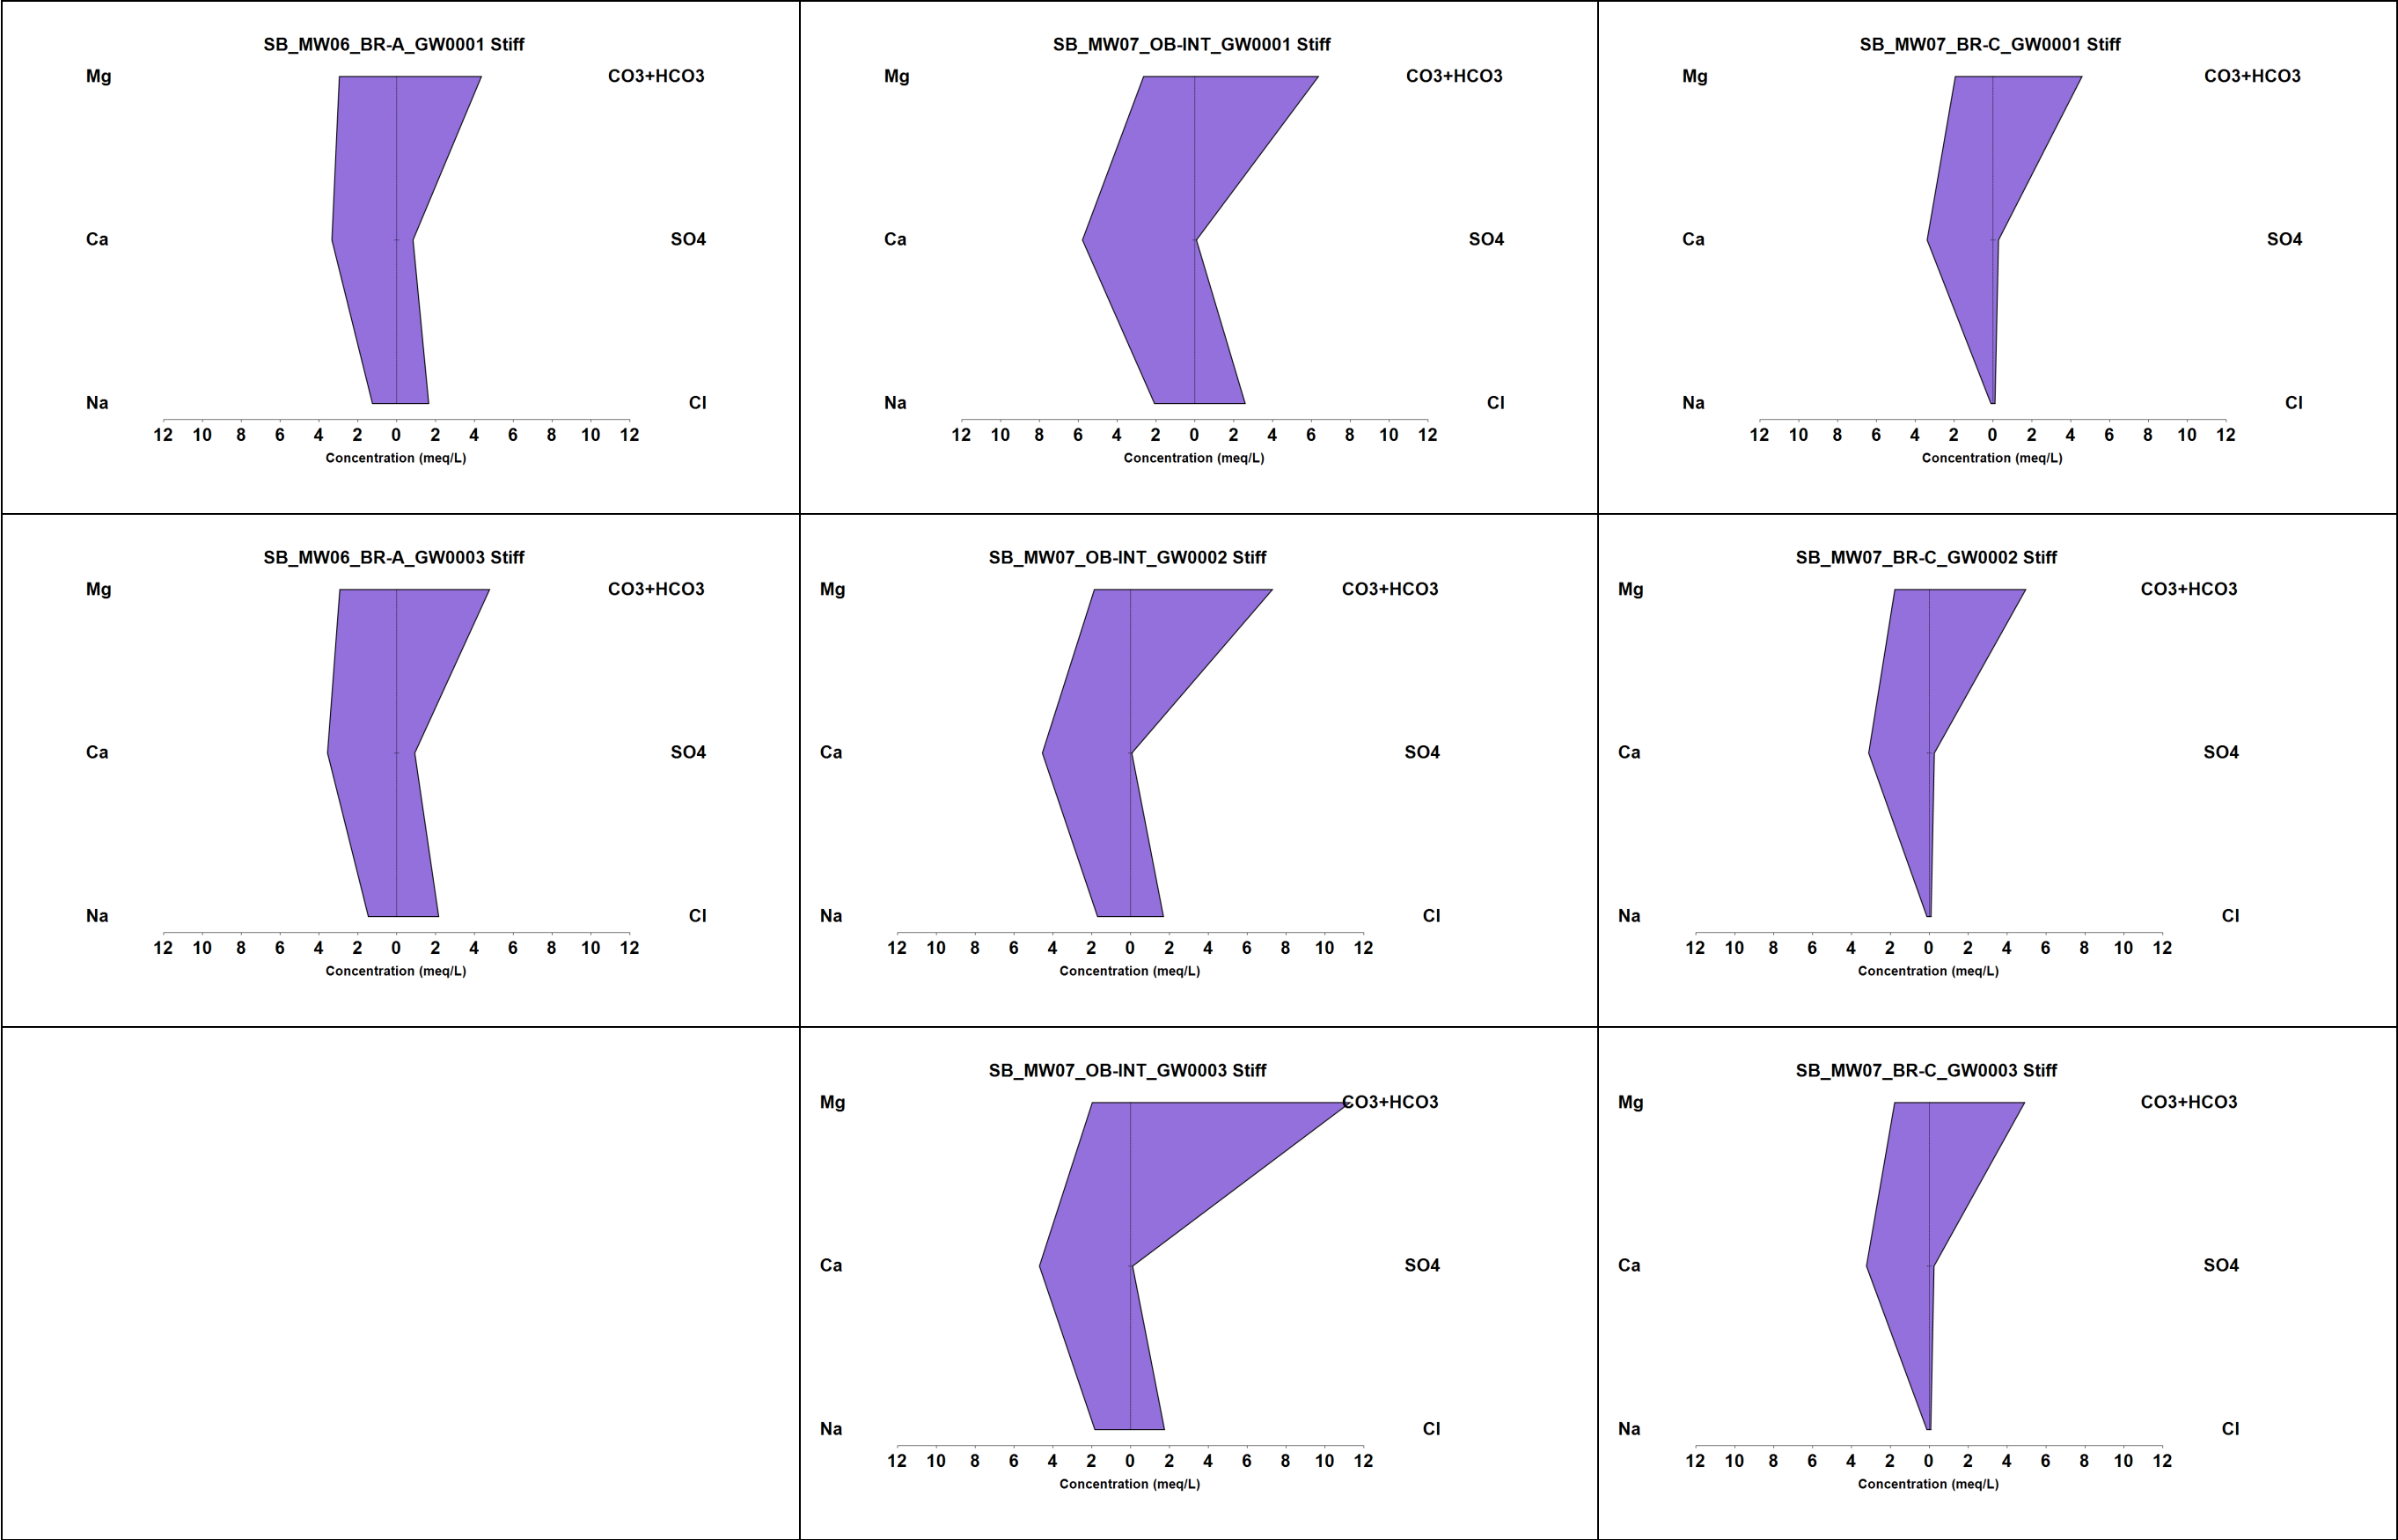 SB_MW06_BR-A_GW0001 Stiff
Mg CO3+HCO3
Ca SO4
Na Cl
12 10 8 6 4 2 0 2 4 6 8 10 12
Concentration (meq/L)
SB_MW07_OB-INT_GW0001 Stiff
Mg CO3+HCO3
Ca SO4
Na Cl
12 10 8 6 4 2 0 2 4 6 8 10 12
Concentration (meq/L)
SB_MW07_BR-C_GW0001 Stiff
Mg CO3+HCO3
Ca SO4
Na Cl
12 10 8 6 4 2 0 2 4 6 8 10 12
Concentration (meq/L)
SB_MW06_BR-A_GW0003 Stiff
Mg CO3+HCO3
Ca SO4
Na Cl
12 10 8 6 4 2 0 2 4 6 8 10 12
Concentration (meq/L)
SB_MW07_OB-INT_GW0002 Stiff
Mg CO3+HCO3
Ca SO4
Na Cl
12 10 8 6 4 2 0 2 4 6 8 10 12
Concentration (meq/L)
SB_MW07_BR-C_GW0002 Stiff
Mg CO3+HCO3
Ca SO4
Na Cl
12 10 8 6 4 2 0 2 4 6 8 10 12
Concentration (meq/L)
SB_MW07_OB-INT_GW0003 Stiff
Mg CO3+HCO3
Ca SO4
Na Cl
12 10 8 6 4 2 0 2 4 6 8 10 12
Concentration (meq/L)
SB_MW07_BR-C_GW0003 Stiff
Mg CO3+HCO3
Ca SO4
Na Cl
12 10 8 6 4 2 0 2 4 6 8 10 12
Concentration (meq/L)